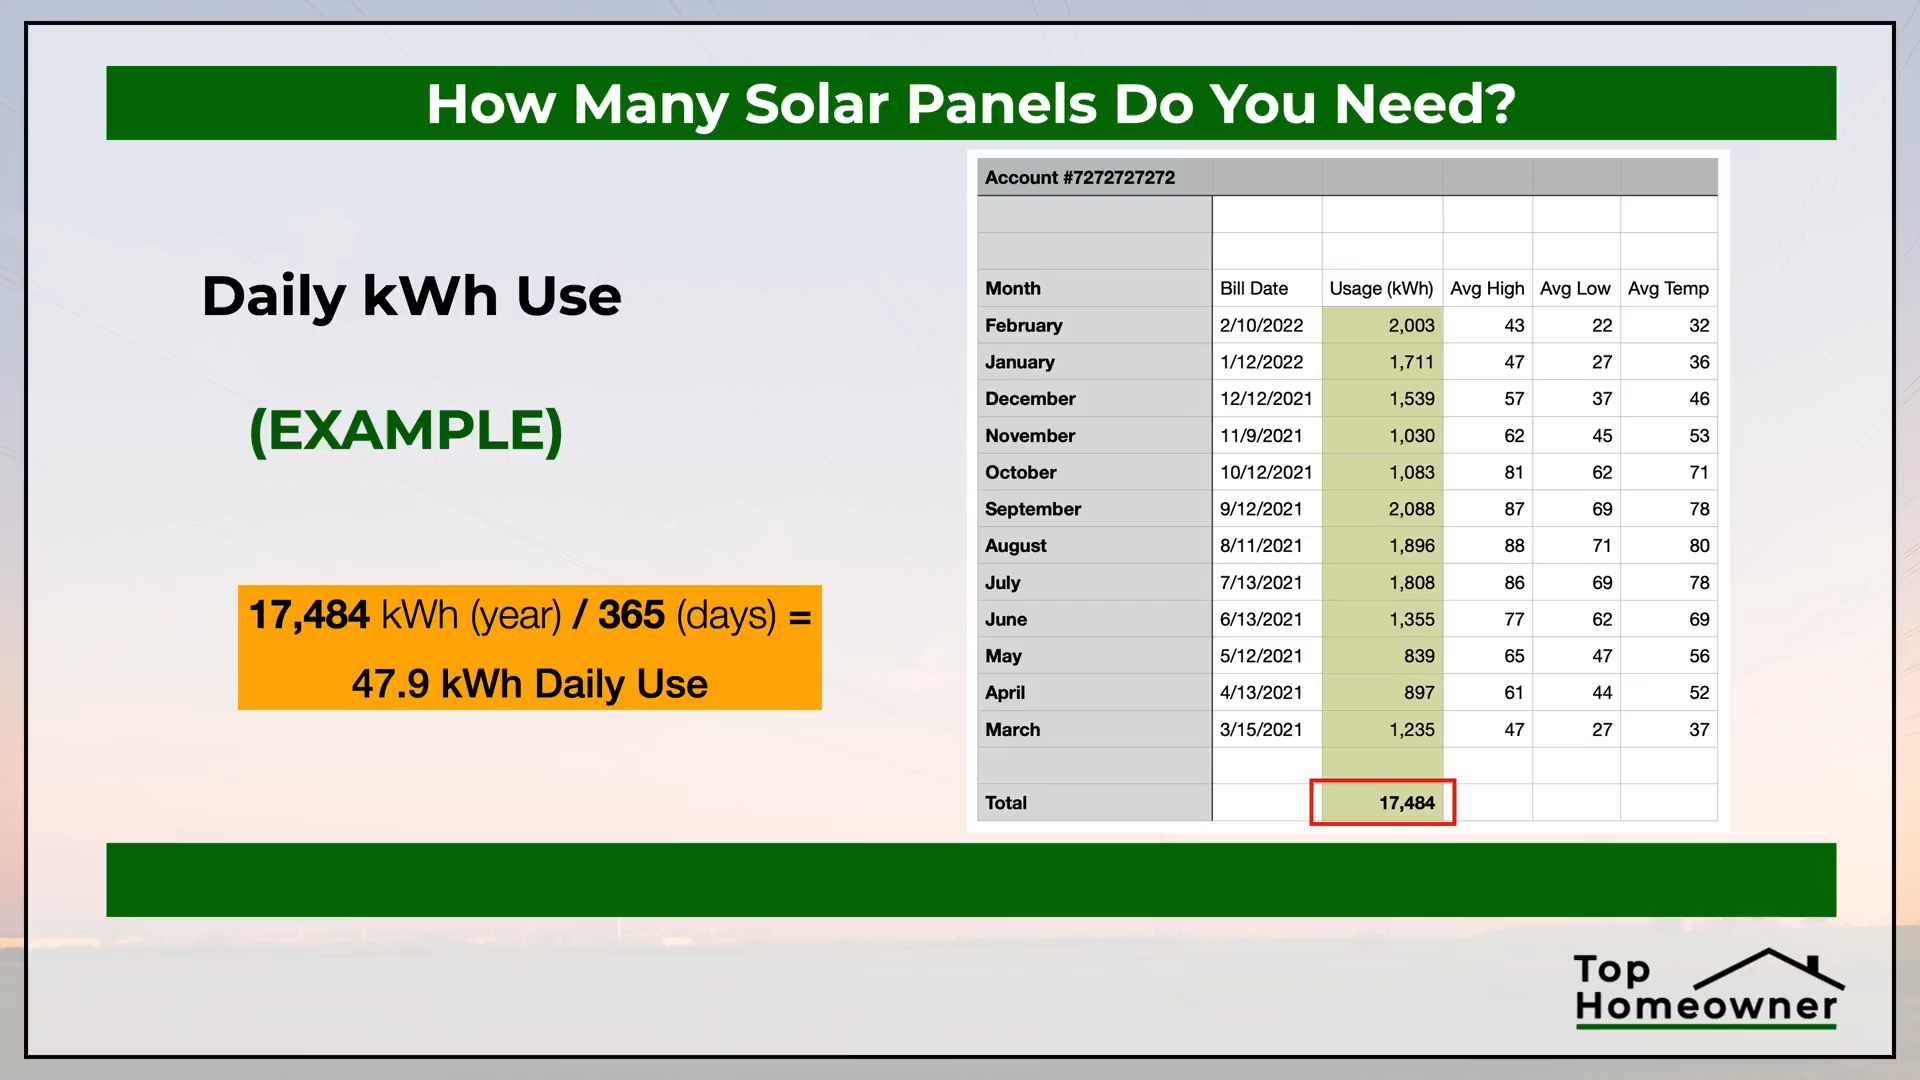 How Many Solar Panels Do You Need?
Daily kWh Use
(EXAMPLE)
17,484 kWh (year) / 365 (days) =
47.9 kWh Daily Use
Account #7272727272
Month Bill Date Usage (kWh) Avg High Avg Low Avg Temp
February 2/10/2022 2,003 43 22 32
January 1/12/2022 1,711 47 27 36
December 12/12/2021 1,539 57 37 46
November 11/9/2021 1,030 62 45 53
October 10/12/2021 1,083 81 62 71
September 9/12/2021 2,088 87 69 78
August 8/11/2021 1,896 88 71 80
July 7/13/2021 1,808 86 69 78
June 6/13/2021 1,355 77 62 69
May 5/12/2021 839 65 47 56
April 4/13/2021 897 61 44 52
March 3/15/2021 1,235 47 27 37
Total 17,484
Top
Homeowner